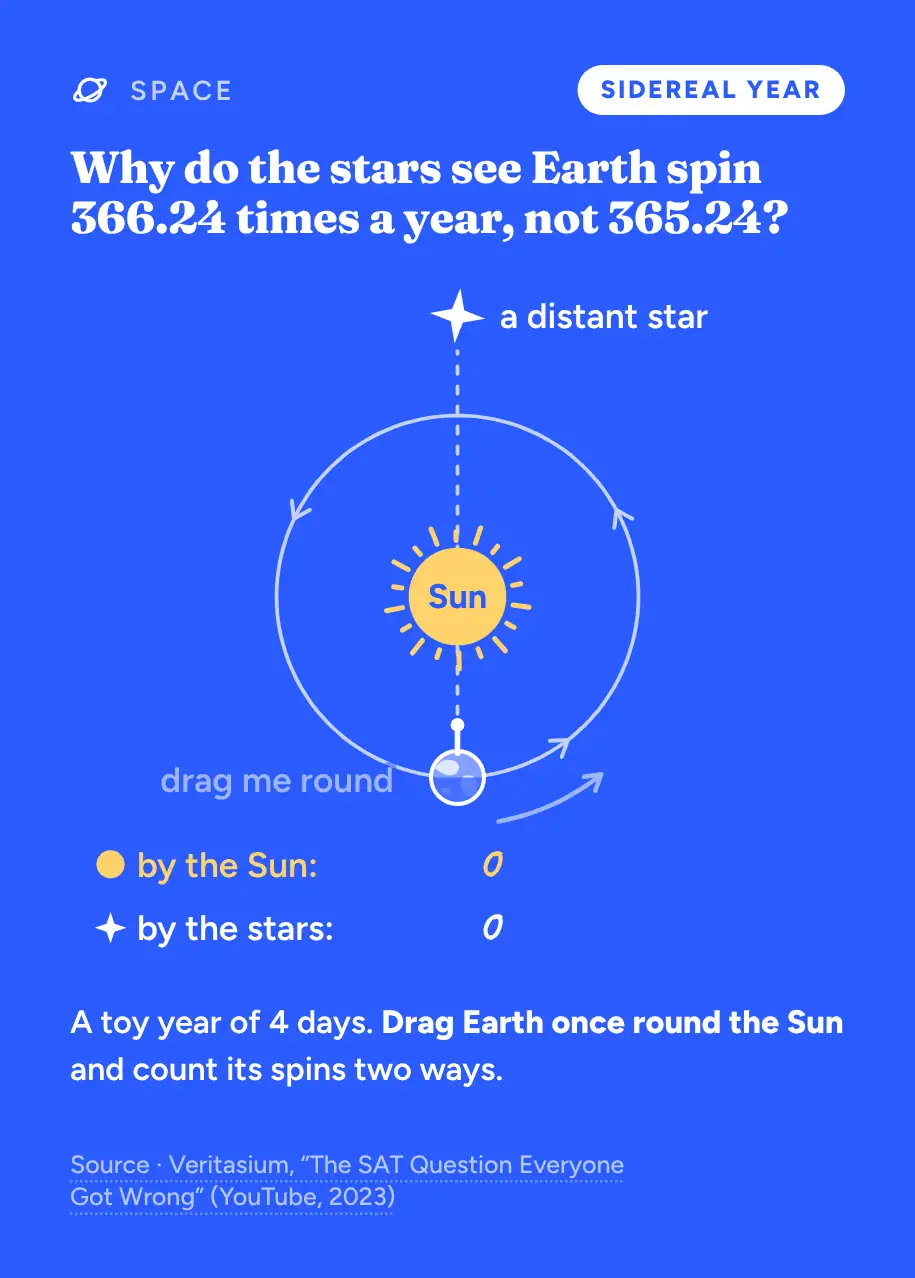 SPACE
SIDEREAL YEAR
Why do the stars see Earth spin
366.24 times a year, not 365.24?
a distant star
Sun
drag me round
by the Sun: 0
by the stars: 0
A toy year of 4 days. Drag Earth once round the Sun
and count its spins two ways.
Source · Veritasium, “The SAT Question Everyone
Got Wrong” (YouTube, 2023)